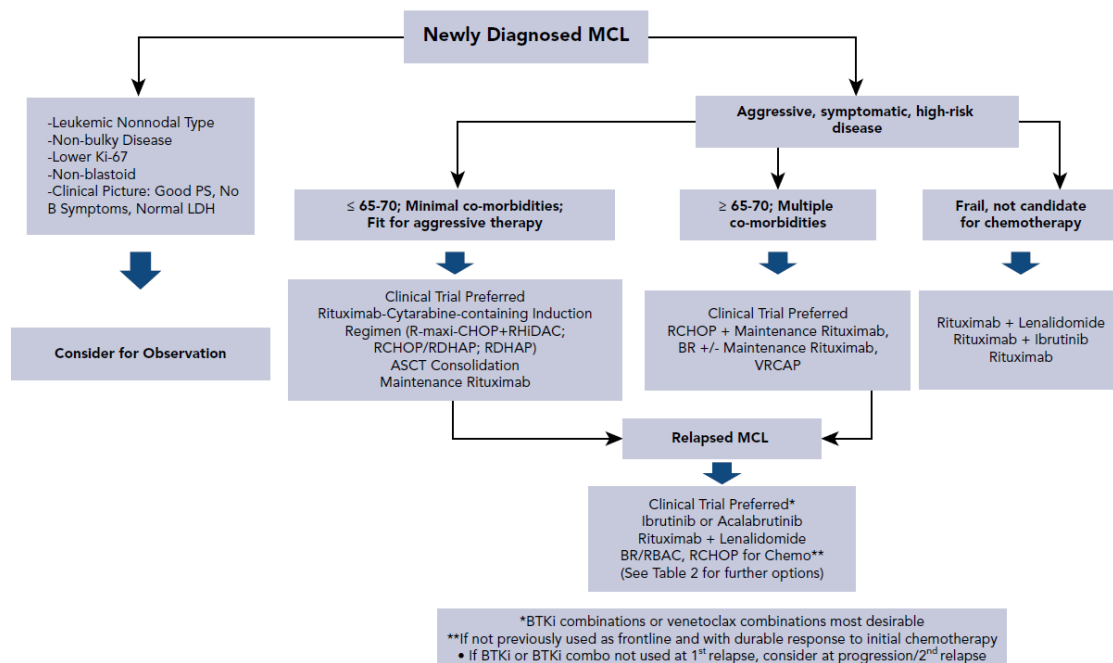 Newly Diagnosed MCL
-Leukemic Nonnodal Type
-Non-bulky Disease
-Lower Ki-67
-Non-blastoid
-Clinical Picture: Good PS, No
B Symptoms, Normal LDH
Consider for Observation
Aggressive, symptomatic, high-risk
disease
≤ 65-70; Minimal co-morbidities;
Fit for aggressive therapy
Clinical Trial Preferred
Rituximab-Cytarabine-containing Induction
Regimen (R-maxi-CHOP+RHiDAC;
RCHOP/RDHAP; RDHAP)
ASCT Consolidation
Maintenance Rituximab
≥ 65-70; Multiple
co-morbidities
Clinical Trial Preferred
RCHOP + Maintenance Rituximab,
BR +/- Maintenance Rituximab,
VRCAP
Frail, not candidate
for chemotherapy
Rituximab + Lenalidomide
Rituximab + Ibrutinib
Rituximab
Relapsed MCL
Clinical Trial Preferred*
Ibrutinib or Acalabrutinib
Rituximab + Lenalidomide
BR/RBAC, RCHOP for Chemo**
(See Table 2 for further options)
*BTKi combinations or venetoclax combinations most desirable
**If not previously used as frontline and with durable response to initial chemotherapy
• If BTKi or BTKi combo not used at 1st relapse, consider at progression/2nd relapse